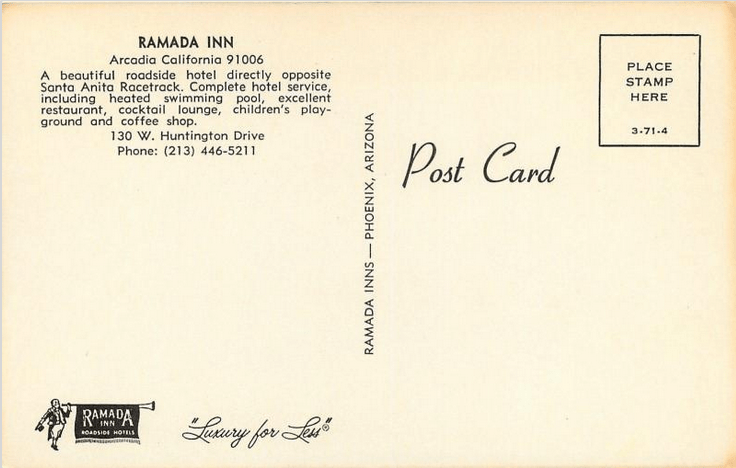 RAMADA INN
Arcadia California 91006
A beautiful roadside hotel directly opposite
Santa Anita Racetrack. Complete hotel service,
including heated swimming pool, excellent
restaurant, cocktail lounge, children's play-
ground and coffee shop.
130 W. Huntington Drive
Phone: (213) 446-5211
RAMADA INNS — PHOENIX, ARIZONA
Post Card
PLACE
STAMP
HERE
3-71-4
RAMADA
INN
ROADSIDE HOTELS
"Luxury for Less"®